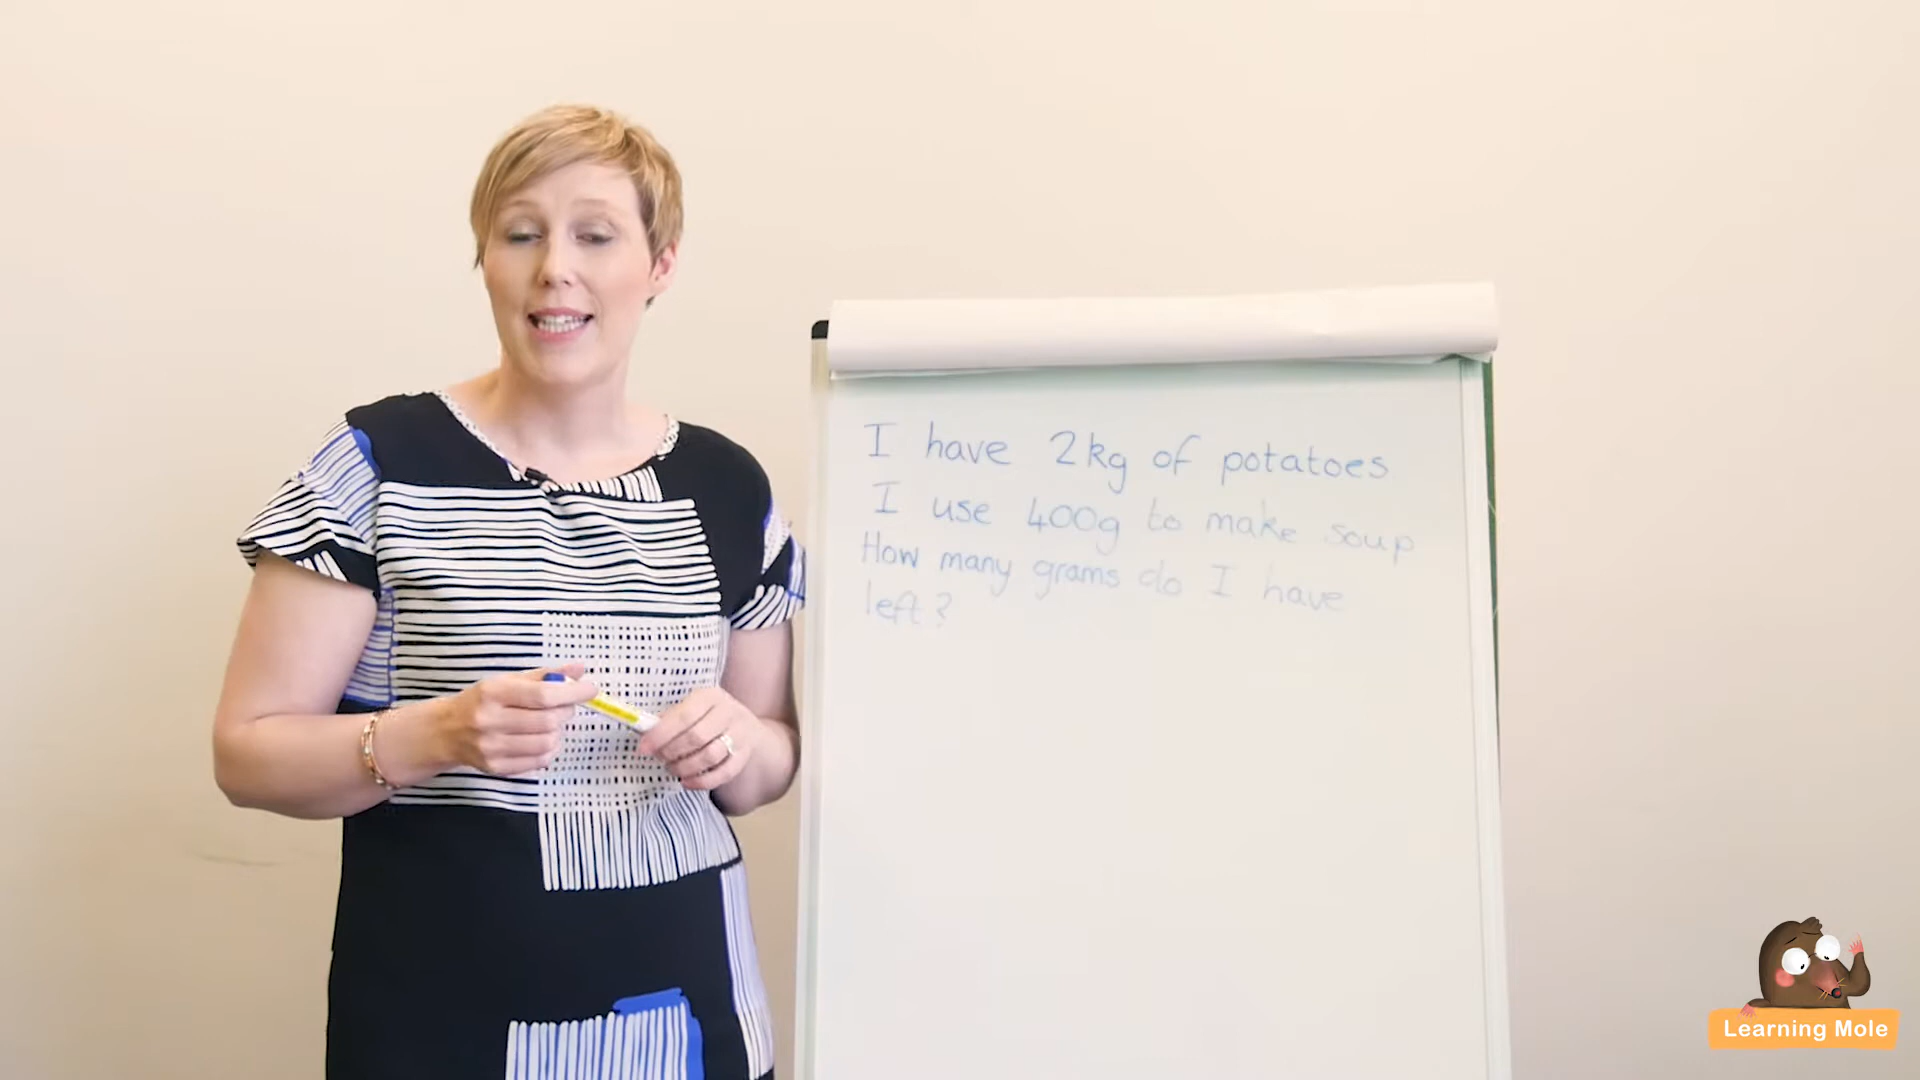 I have 2kg of potatoes
I use 400g to make soup
How many grams do I have
left?
Learning Mole